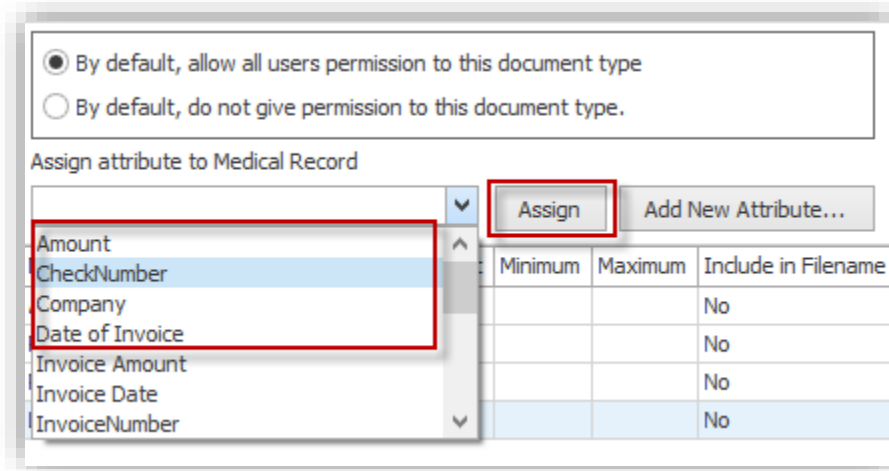 By default, allow all users permission to this document type
By default, do not give permission to this document type.
Assign attribute to Medical Record
Assign Add New Attribute...
Amount
CheckNumber Minimum Maximum Include in Filename
Company No
Date of Invoice No
Invoice Amount
Invoice Date No
InvoiceNumber No